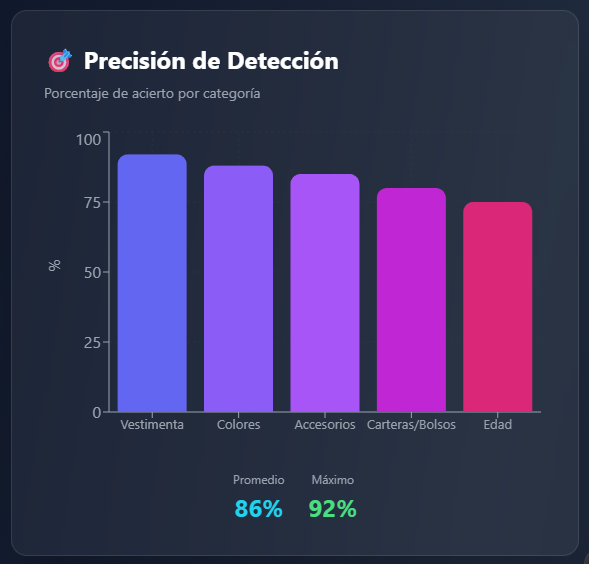 Precisión de Detección
Porcentaje de acierto por categoría
100
75
50
25
0
%
Vestimenta Colores Accesorios Carteras/Bolsos Edad
Promedio Máximo
86% 92%